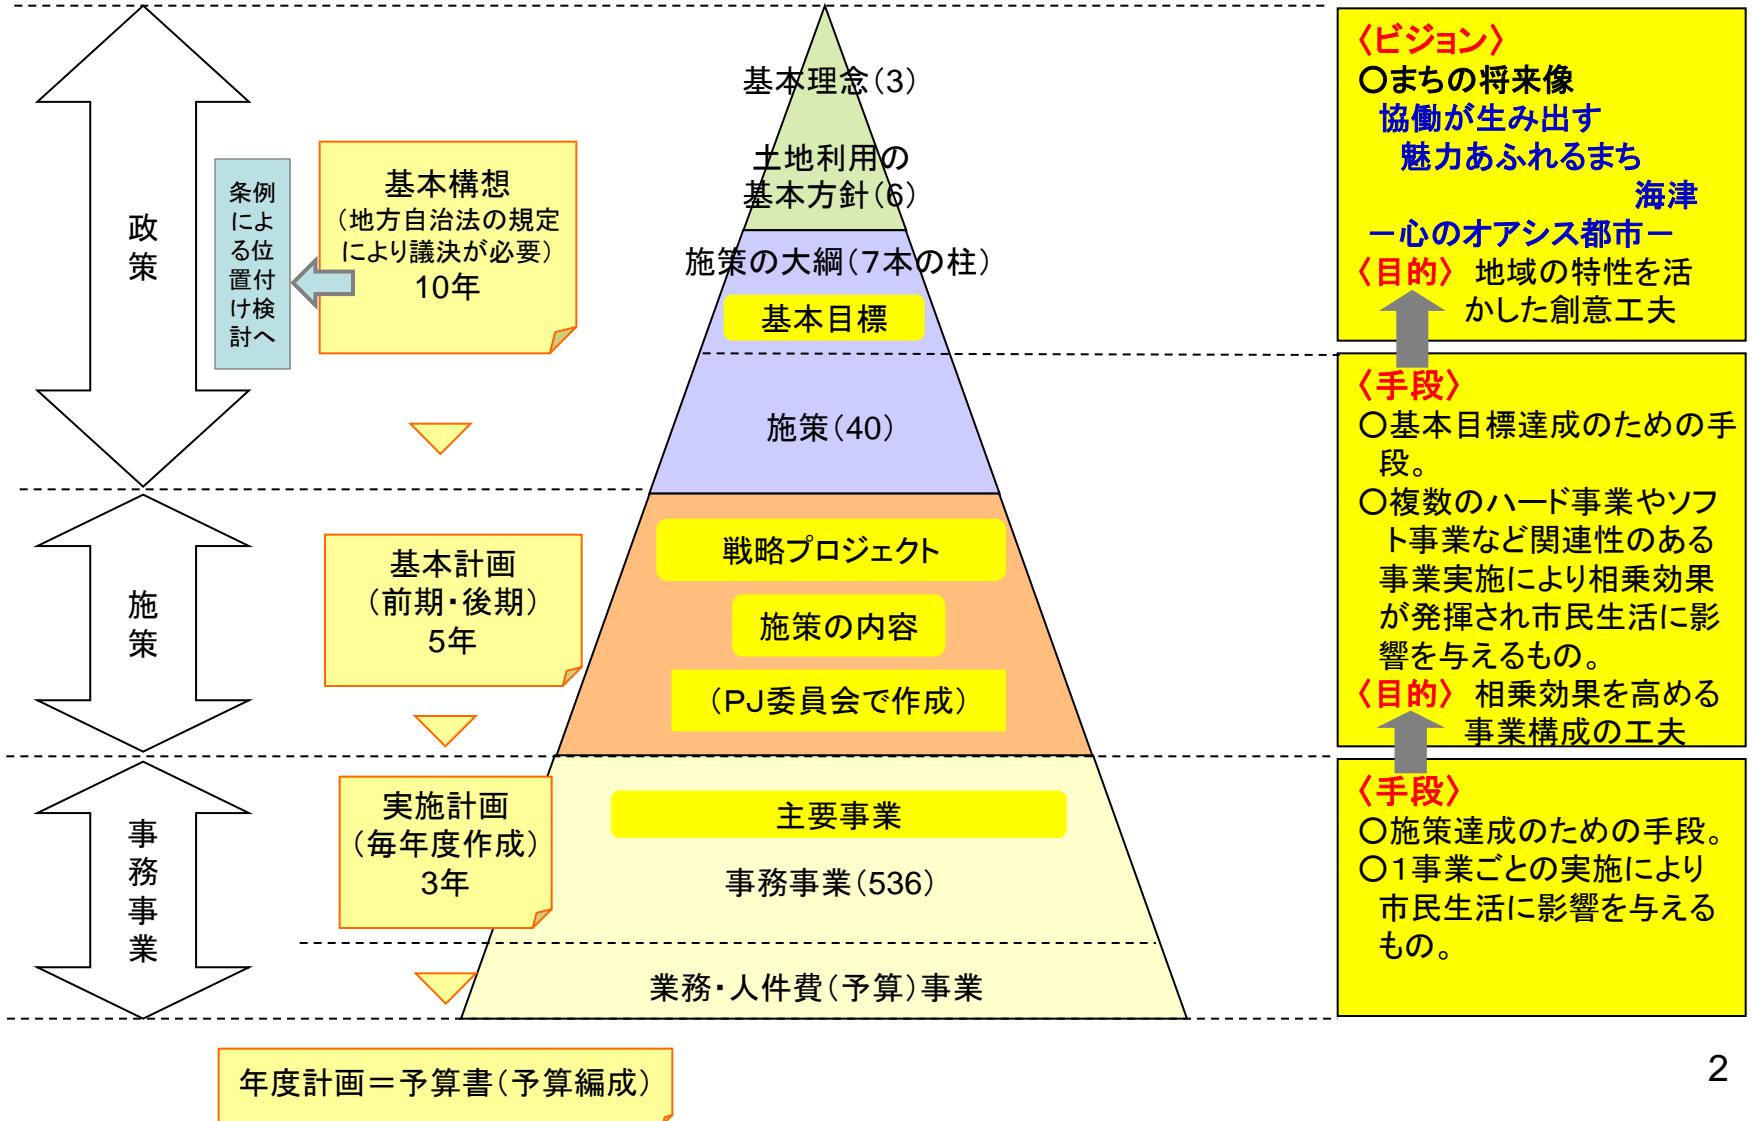 政
策
条例
によ
る位
置付
け検
討へ
基本構想
（地方自治法の規定
により議決が必要）
10年
基本理念（3）
土地利用の
基本方針（6）
施策の大綱（７本の柱）
基本目標
施策（40）
〈ビジョン〉
○まちの将来像
協働が生み出す
魅力あふれるまち
海津
－心のオアシス都市－
〈目的〉 地域の特性を活
かした創意工夫
施
策
基本計画
（前期・後期）
5年
戦略プロジェクト
施策の内容
（ＰＪ委員会で作成）
〈手段〉
○基本目標達成のための手
段。
○複数のハード事業やソフ
ト事業など関連性のある
事業実施により相乗効果
が発揮され市民生活に影
響を与えるもの。
〈目的〉 相乗効果を高める
事業構成の工夫
事
務
事
業
実施計画
（毎年度作成）
3年
主要事業
事務事業（536）
業務・人件費（予算）事業
〈手段〉
○施策達成のための手段。
○１事業ごとの実施により
市民生活に影響を与える
もの。
年度計画＝予算書（予算編成）
2